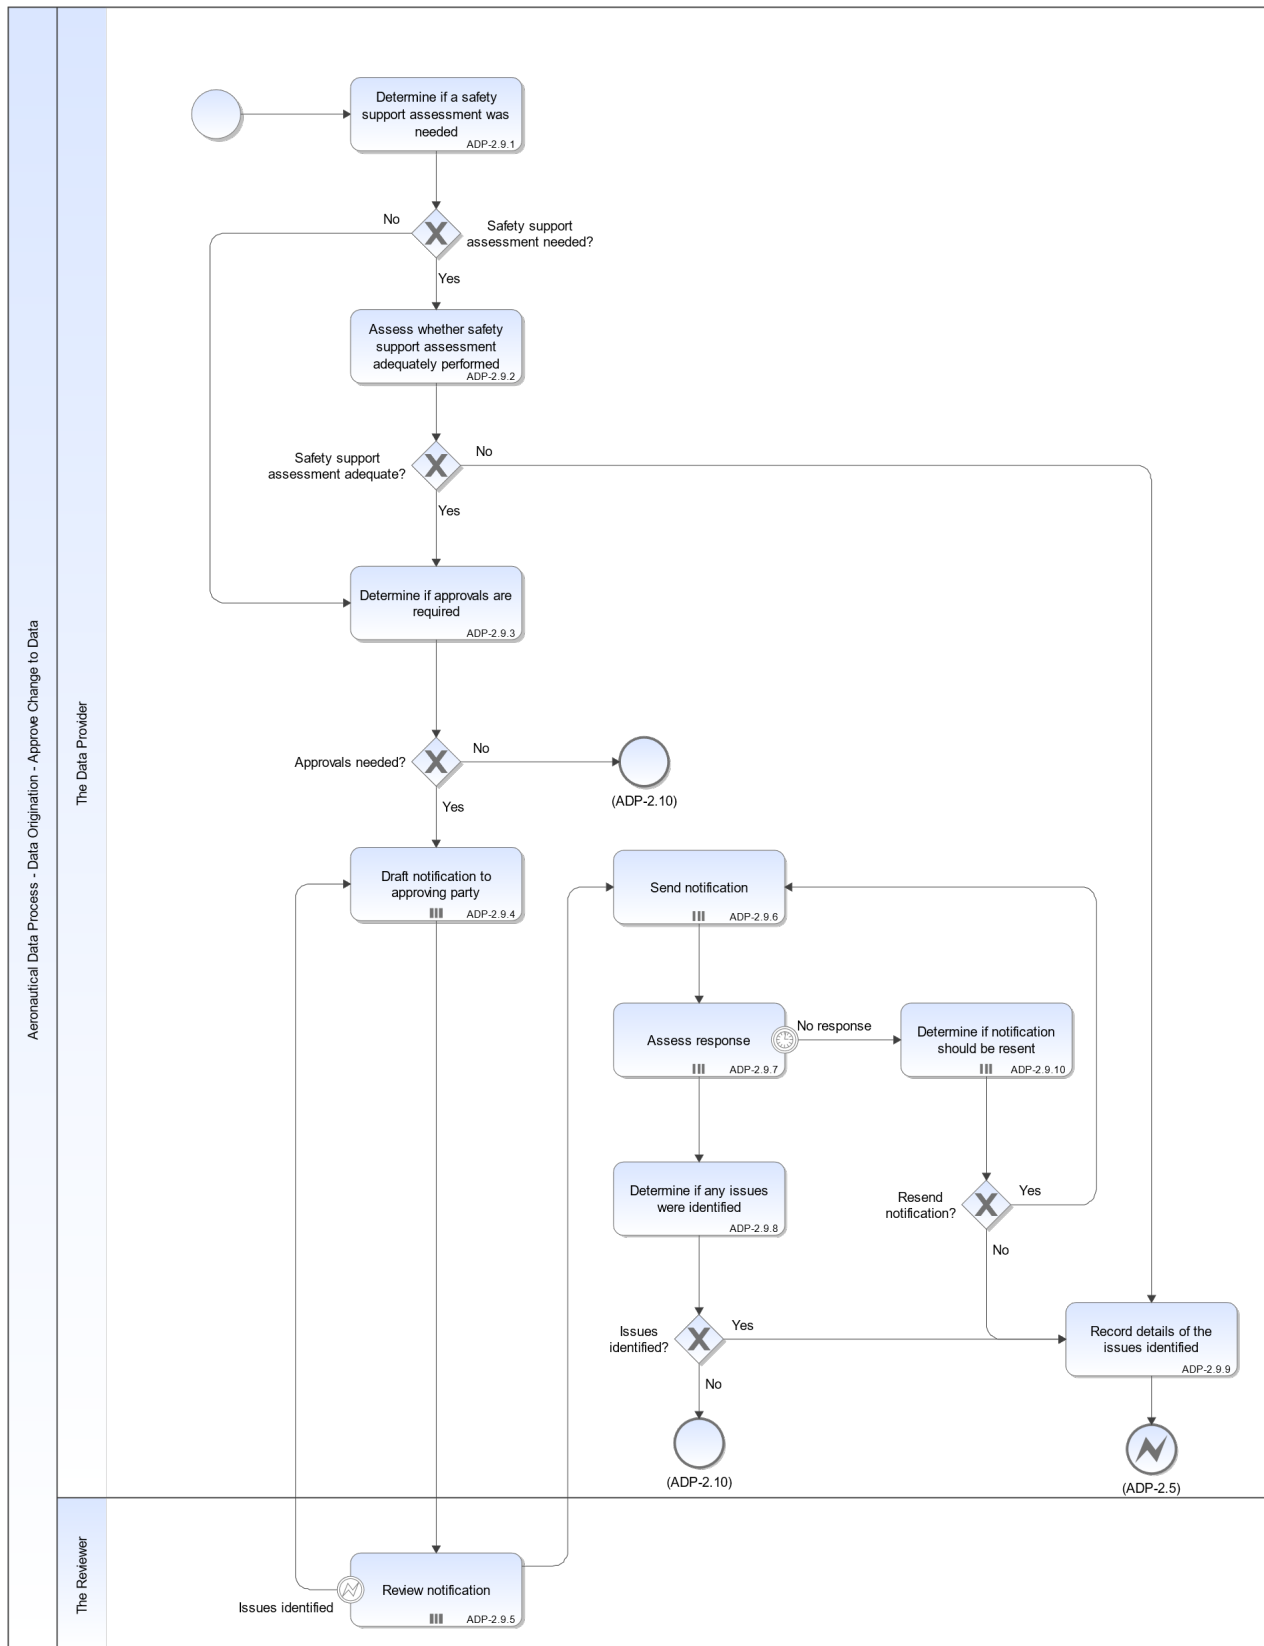 Aeronautical Data Process - Data Origination - Approve Change to Data
The Data Provider
Determine if a safety
support assessment was
needed
ADP-2.9.1
No
Safety support
assessment needed?
Yes
Assess whether safety
support assessment
adequately performed
ADP-2.9.2
Safety support
assessment adequate?
No
Yes
Determine if approvals are
required
ADP-2.9.3
Approvals needed?
No
(ADP-2.10)
Yes
Draft notification to
approving party
ADP-2.9.4
Send notification
ADP-2.9.6
Assess response
ADP-2.9.7
No response
Determine if notification
should be resent
ADP-2.9.10
Determine if any issues
were identified
ADP-2.9.8
Resend
notification?
Yes
No
Issues
identified?
Yes
Record details of the
issues identified
ADP-2.9.9
No
(ADP-2.10)
(ADP-2.5)
The Reviewer
Review notification
ADP-2.9.5
Issues identified